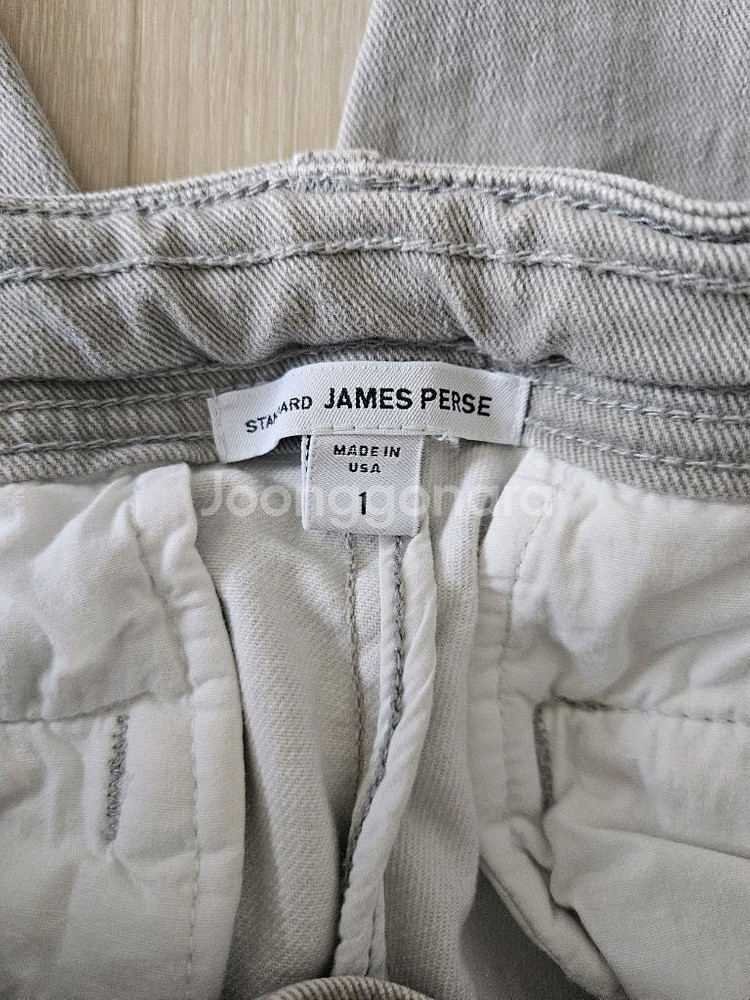 STANDARD JAMES PERSE
MADE IN
USA
1
Joonggonara